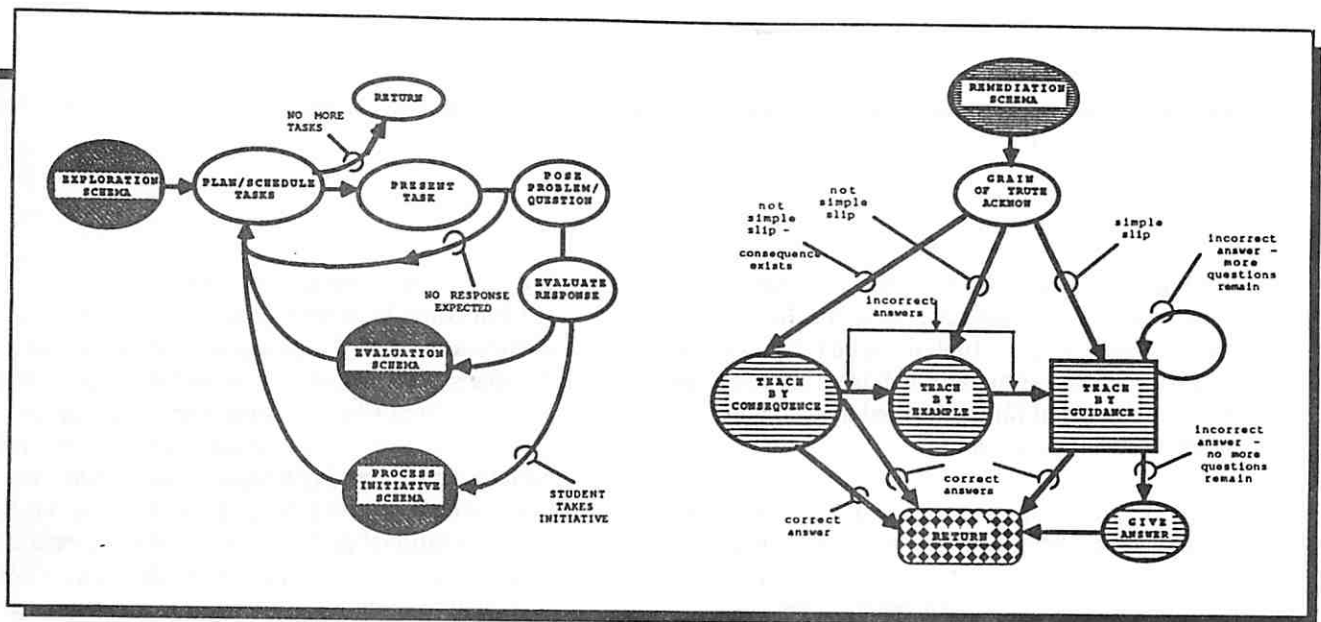 RETURN
NO MORE
TASKS
EXPLORATION
SCHEMA
PLAN/SCHEDULE
TASKS
PRESENT
TASK
POSE
PROBLEM/
QUESTION
NO RESPONSE
EXPECTED
EVALUATE
RESPONSE
EVALUATION
SCHEMA
PROCESS
INITIATIVE
SCHEMA
STUDENT
TAKES
INITIATIVE
REMEDIATION
SCHEMA
GRAIN
OF TRUTE
ACKNOW
not
simple
slip -
consequence
exists
not
simple
slip
simple
slip
incorrect
answer -
more
questions
remain
incorrect
answers
TEACH
BY
CONSEQUENCE
TEACH
BY
EXAMPLE
TEACH
BY
GUIDANCE
incorrect
answer -
no more
questions
remain
correct
answer
correct
answers
RETURN
GIVE
ANSWER